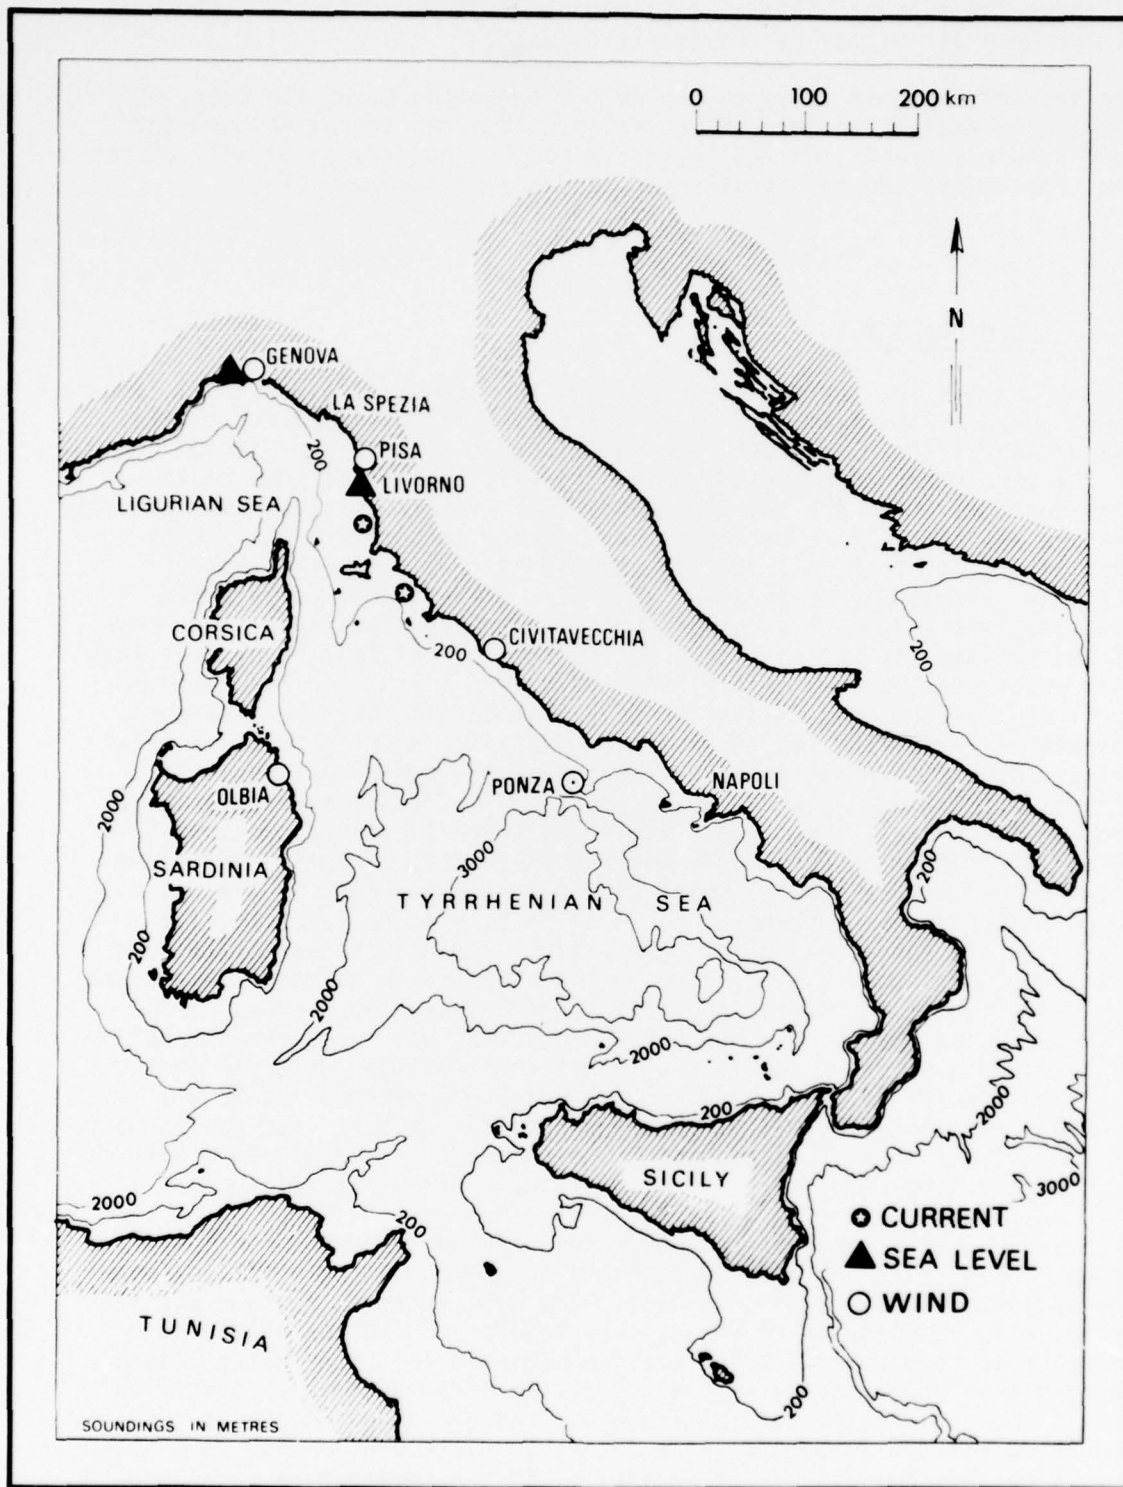 0 100 200 km
N
GENOVA
LA SPEZIA
200
PISA
LIVORNO
LIGURIAN SEA
CORSICA
CIVITAVECCHIA
200
200
OLBIA
PONZA
NAPOLI
2000
SARDINIA
3000
200
TYRRHENIAN SEA
200
2000
2000
200
2000
SICILY
3000
2000
200
CURRENT
SEA LEVEL
WIND
TUNISIA
200
SOUNDINGS IN METRES